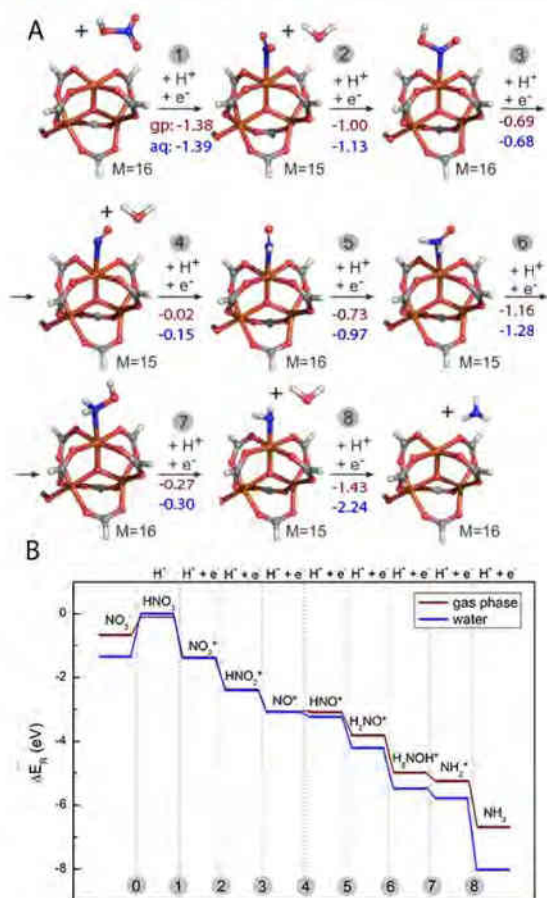 A
+
1
+ H⁺
+ e⁻
gp: -1.38
aq: -1.39
M=16
+
2
+ H⁺
+ e⁻
-1.00
-1.13
M=15
3
+ H⁺
+ e⁻
-0.69
-0.68
M=16
+
4
+ H⁺
+ e⁻
-0.02
-0.15
M=15
5
+ H⁺
+ e⁻
-0.73
-0.97
M=16
6
+ H⁺
+ e⁻
-1.16
-1.28
M=15
7
+ H⁺
+ e⁻
-0.27
-0.30
M=16
+
8
+ H⁺
+ e⁻
-1.43
-2.24
M=15
+
M=16
B
H⁺ H⁺ + e H⁺ + e H⁺ + e H⁺ + e H⁺ + e H⁺ + e H⁺ + e H⁺ + e
gas phase
water
NO₃
HNO₃
NO₂*
HNO₂*
NO*
HNO*
H₂NO*
H₂NOH*
NH₂*
NH₃
ΔE_R (eV)
0
-2
-4
-6
-8
0 1 2 3 4 5 6 7 8